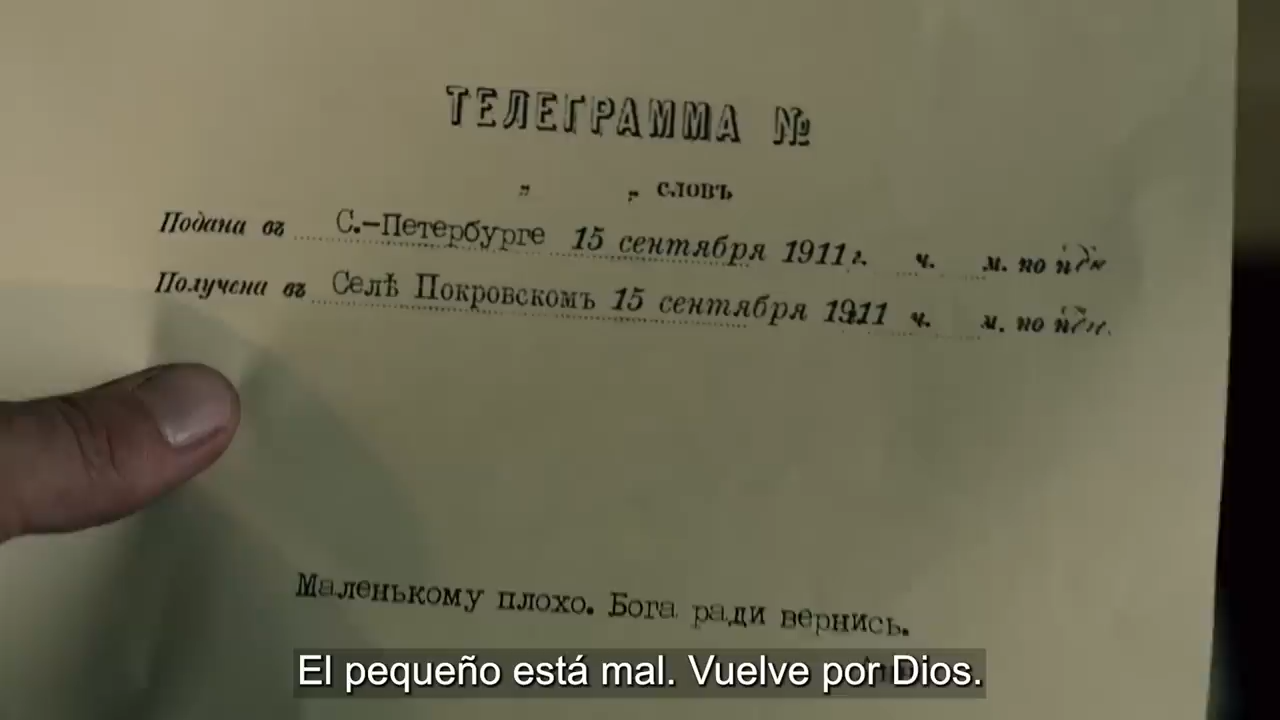 ТЕЛЕГРАММА №
„ „ словъ
Подана въ С.-Петербурге 15 сентября 1911 г. ч. м. по
Получена въ Селѣ Покровскомъ 15 сентября 1911 ч. м. по
Маленькому плохо. Бога ради вернись.
El pequeño está mal. Vuelve por Dios.